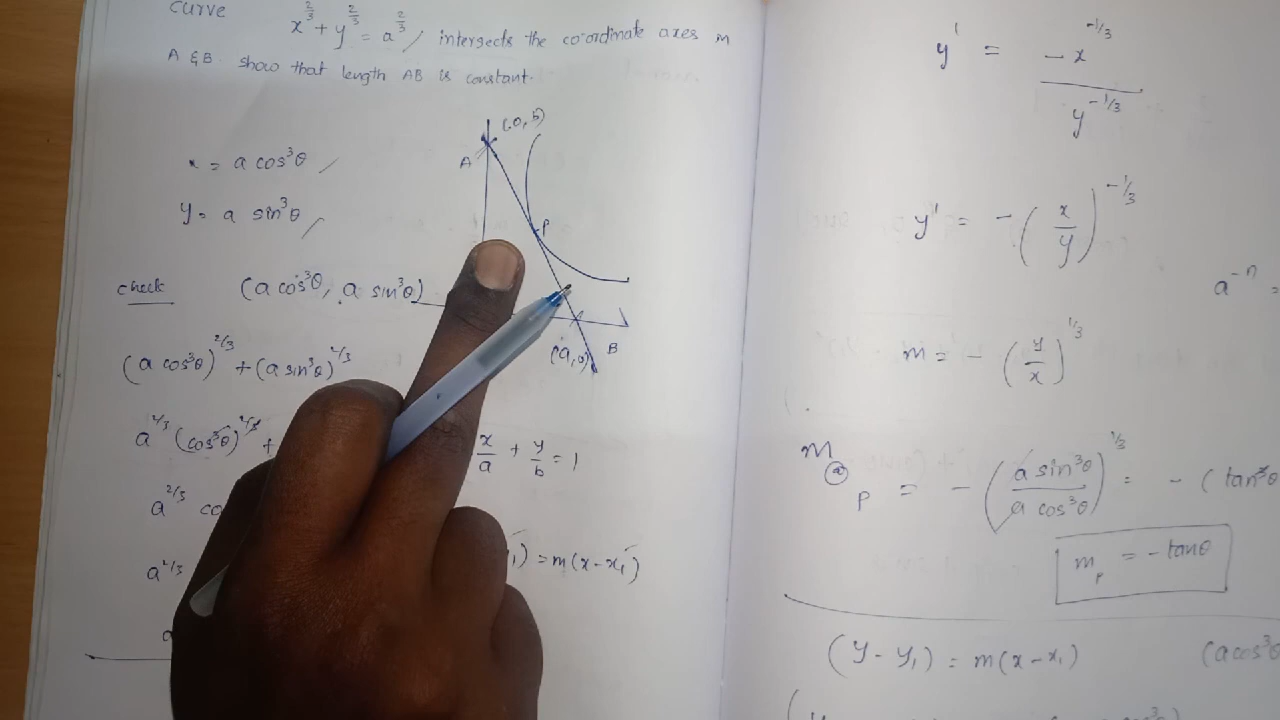 curve x^{2/3} + y^{2/3} = a^{2/3}, intersects the co-ordinate axes in
A & B. show that length AB is constant.
(0, b)
A
x = a cos³θ
y = a sin³θ
P
check (a cos³θ, a sin³θ)
(a, 0) B
(a cos³θ)^{2/3} + (a sin³θ)^{2/3}
a^{2/3} (cos³θ)^{2/3} +
x/a + y/b = 1
a^{2/3}
) = m(x - x₁)
a^{2/3}
y' = -x^{-1/3} / y^{-1/3}
y' = -(x/y)^{-1/3}
a^{-n} =
m = -(y/x)^{1/3}
m_P = -(a sin³θ / a cos³θ)^{1/3} = -(tan³θ
m_P = -tanθ
(y - y₁) = m(x - x₁) (a cos³θ